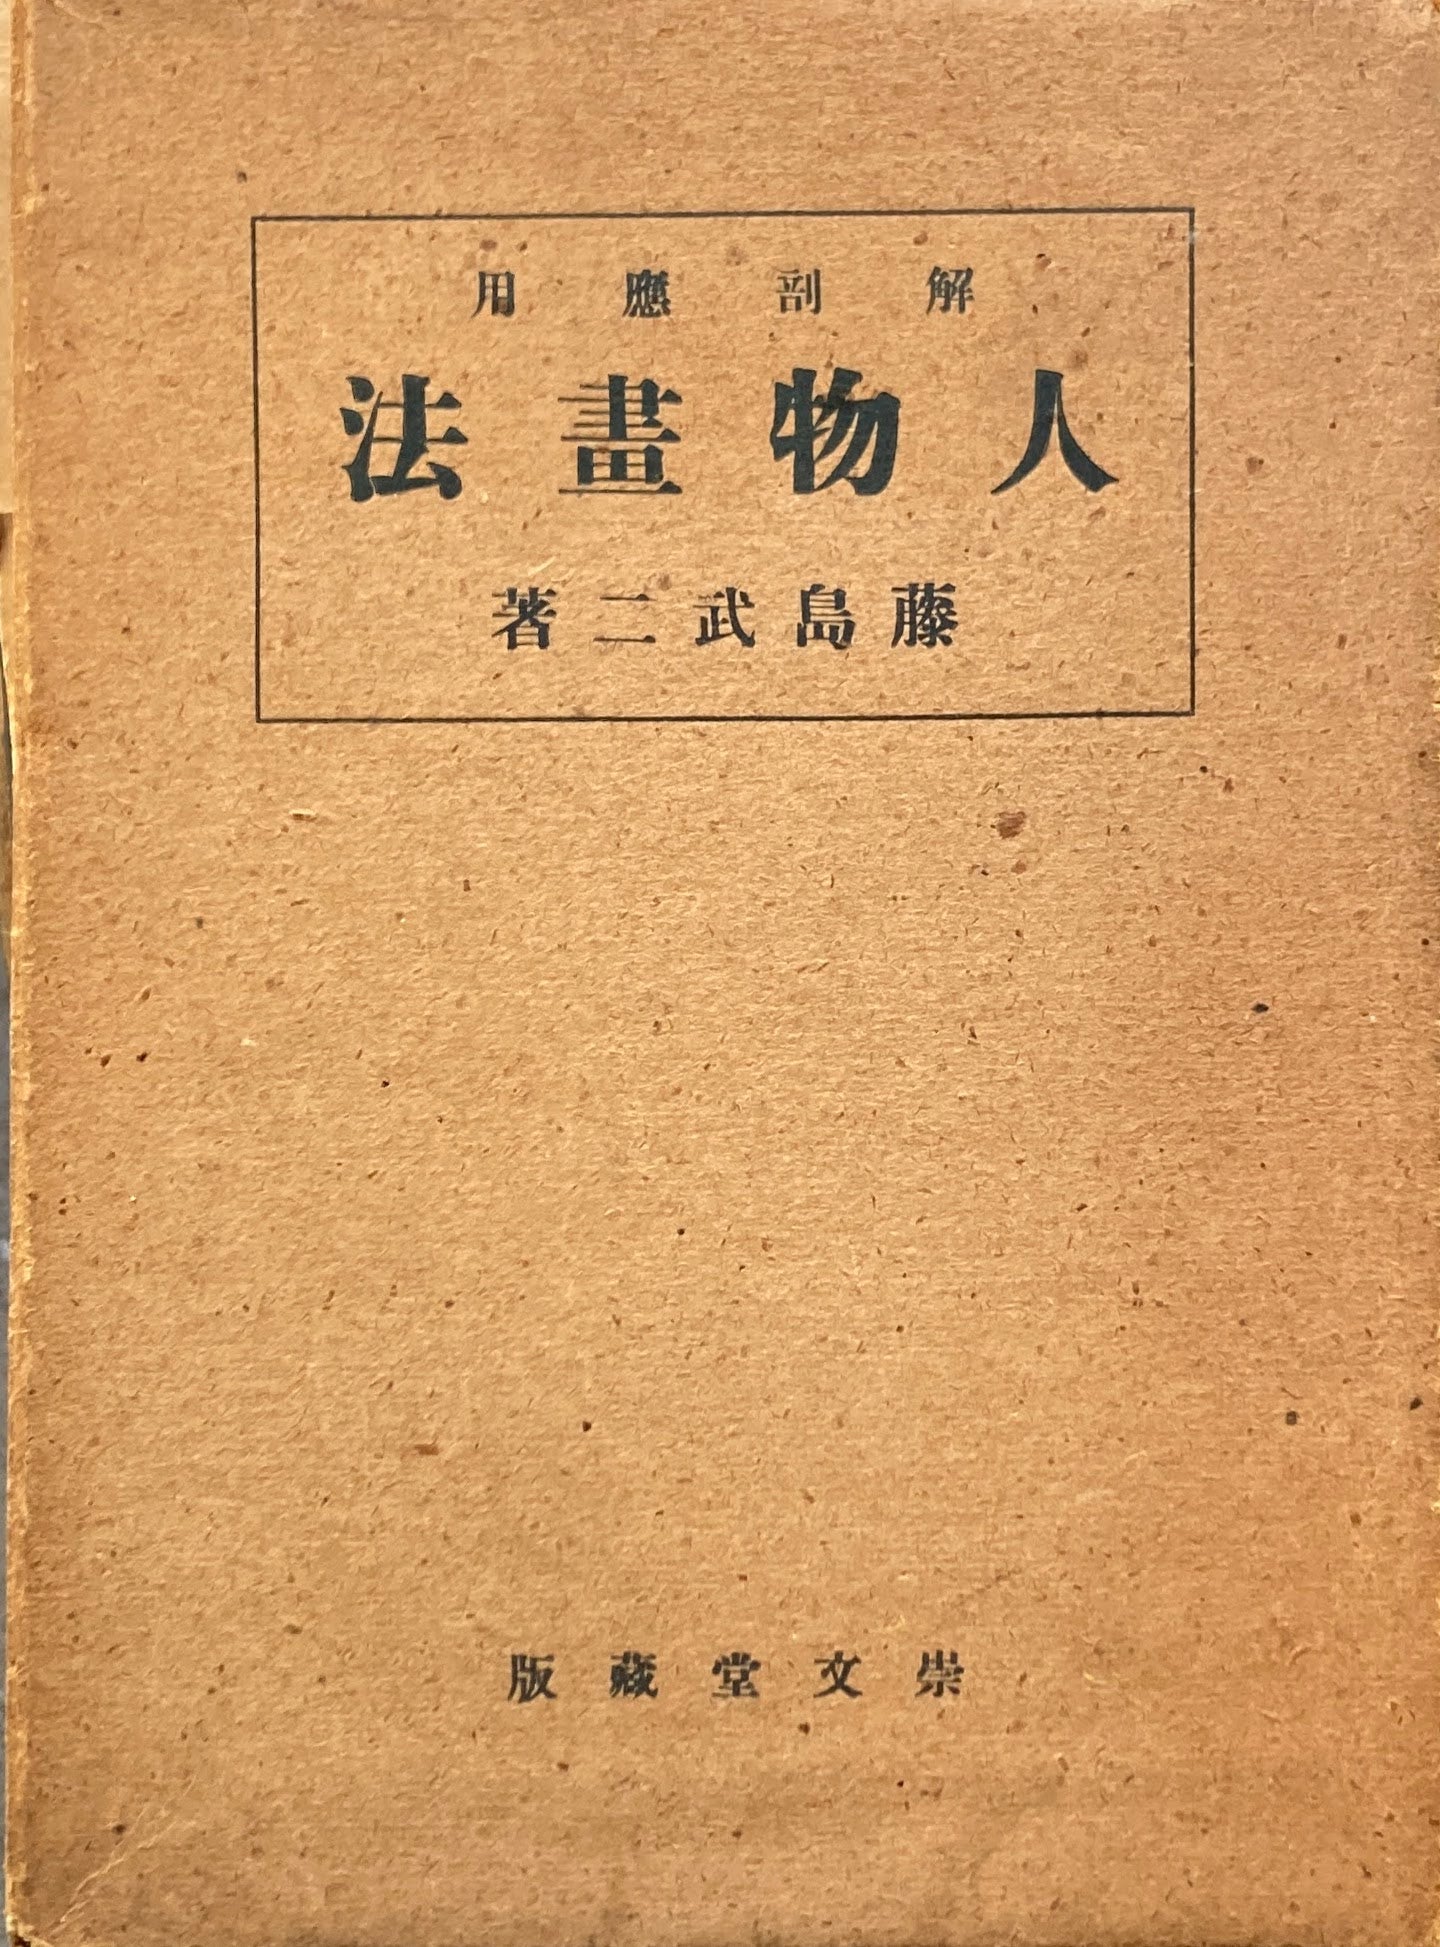 解剖應用
人物畫法
藤島武二著
崇文堂藏版